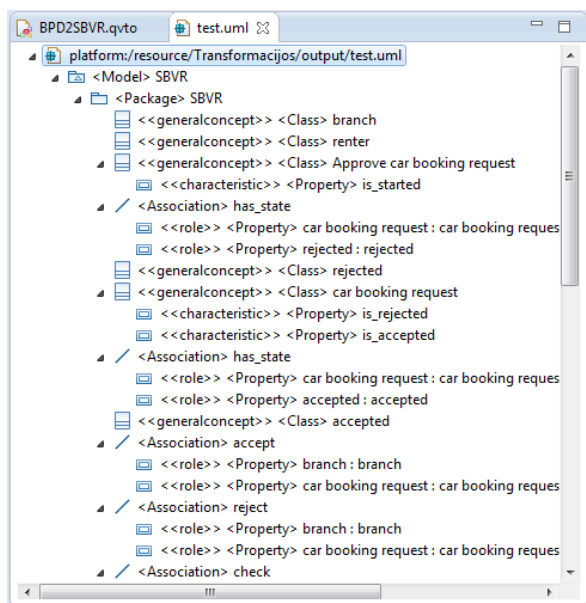 BPD2SBVR.qvto test.uml
platform:/resource/Transformacijos/output/test.uml
<Model> SBVR
<Package> SBVR
<<generalconcept>> <Class> branch
<<generalconcept>> <Class> renter
<<generalconcept>> <Class> Approve car booking request
<<characteristic>> <Property> is_started
<Association> has_state
<<role>> <Property> car booking request : car booking reques
<<role>> <Property> rejected : rejected
<<generalconcept>> <Class> rejected
<<generalconcept>> <Class> car booking request
<<characteristic>> <Property> is_rejected
<<characteristic>> <Property> is_accepted
<Association> has_state
<<role>> <Property> car booking request : car booking reques
<<role>> <Property> accepted : accepted
<<generalconcept>> <Class> accepted
<Association> accept
<<role>> <Property> branch : branch
<<role>> <Property> car booking request : car booking reques
<Association> reject
<<role>> <Property> branch : branch
<<role>> <Property> car booking request : car booking reques
<Association> check